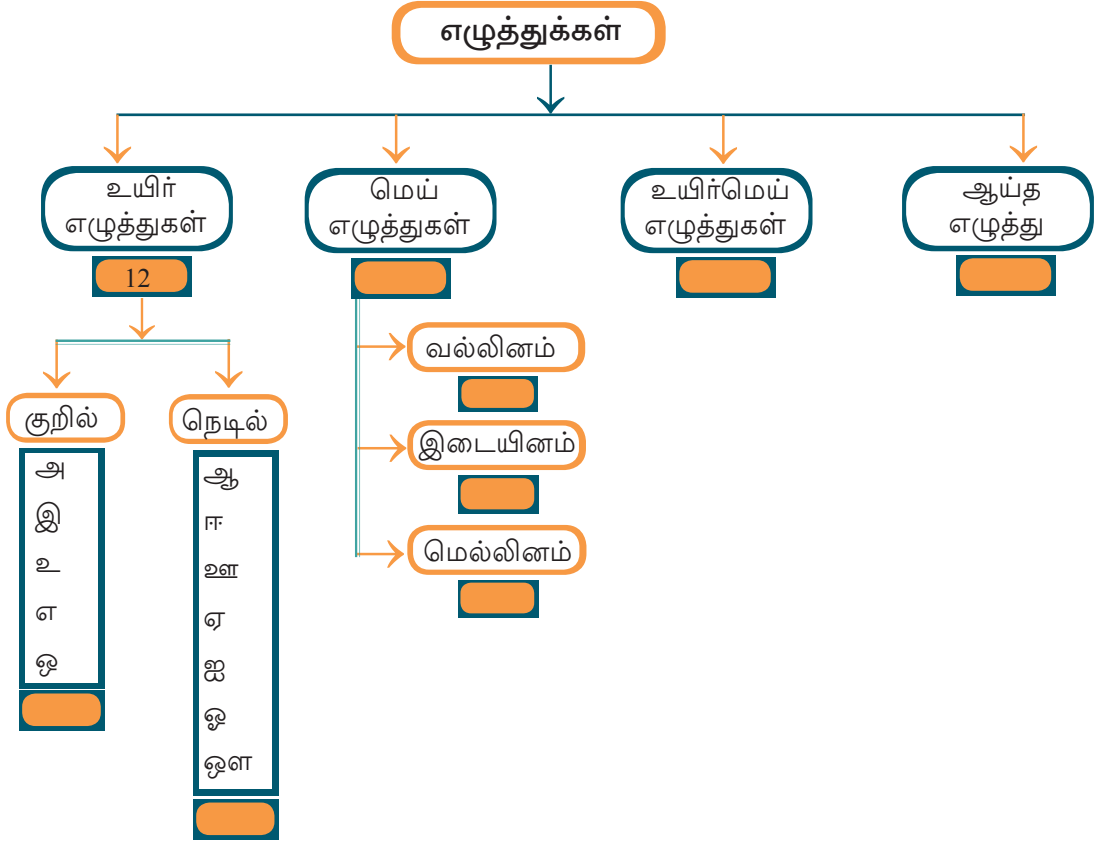 எழுத்துக்கள்
உயிர்
எழுத்துகள்
12
மெய்
எழுத்துகள்
உயிர்மெய்
எழுத்துகள்
ஆய்த
எழுத்து
குறில்
அ
இ
உ
எ
ஒ
நெடில்
ஆ
ஈ
ஊ
ஏ
ஐ
ஓ
ஔ
வல்லினம்
இடையினம்
மெல்லினம்